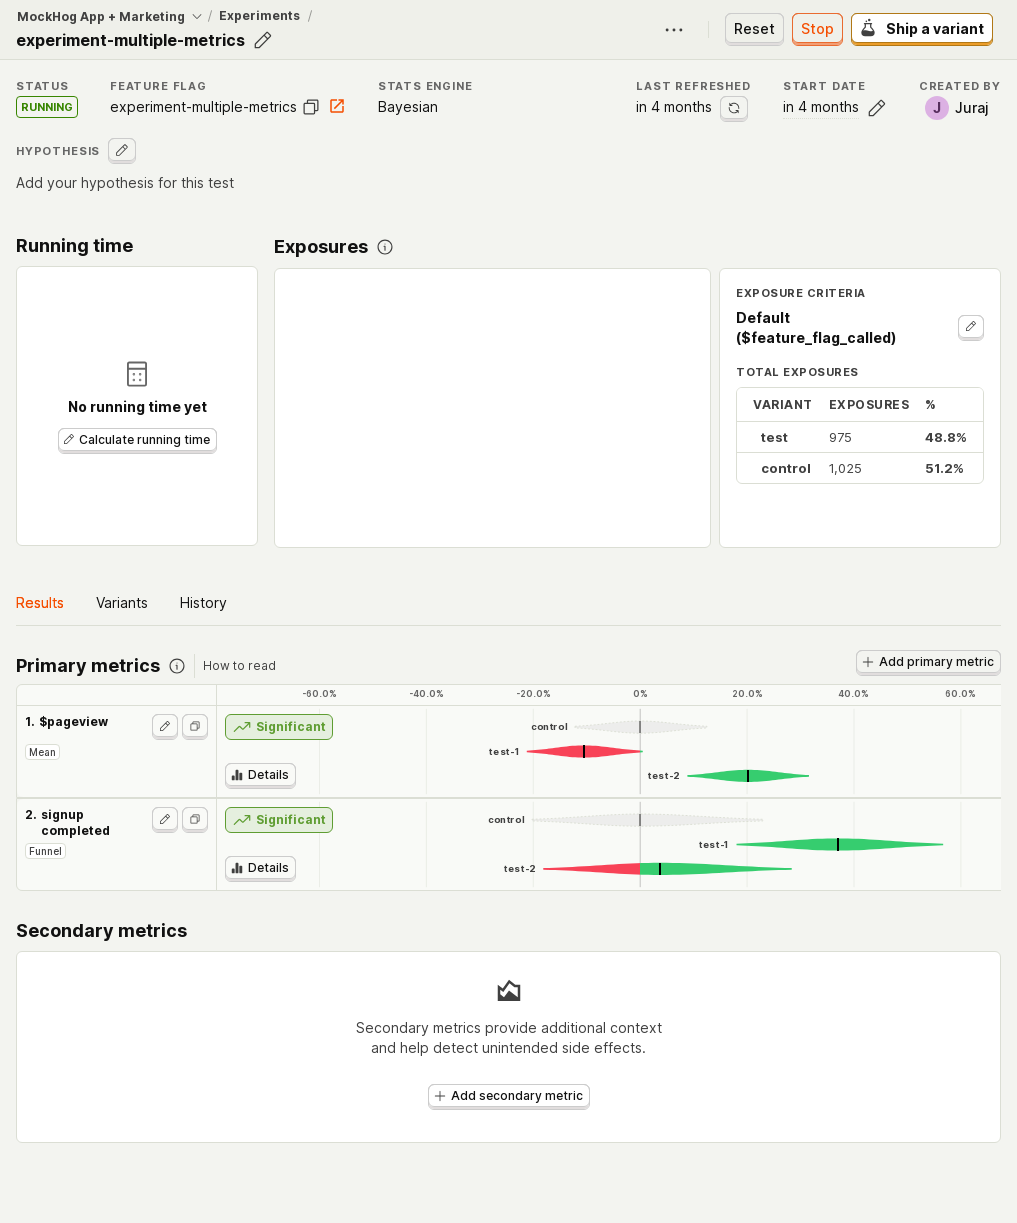 MockHog App + Marketing / Experiments /
experiment-multiple-metrics
Reset
Stop
Ship a variant
STATUS
RUNNING
FEATURE FLAG
experiment-multiple-metrics
STATS ENGINE
Bayesian
LAST REFRESHED
in 4 months
START DATE
in 4 months
CREATED BY
J Juraj
HYPOTHESIS
Add your hypothesis for this test
Running time
No running time yet
Calculate running time
Exposures
EXPOSURE CRITERIA
Default
($feature_flag_called)
TOTAL EXPOSURES
VARIANT EXPOSURES %
test 975 48.8%
control 1,025 51.2%
Results Variants History
Primary metrics How to read
Add primary metric
-60.0% -40.0% -20.0% 0% 20.0% 40.0% 60.0%
1. $pageview
Mean
Significant
Details
control
test-1
test-2
2. signup
completed
Funnel
Significant
Details
control
test-1
test-2
Secondary metrics
Secondary metrics provide additional context
and help detect unintended side effects.
Add secondary metric